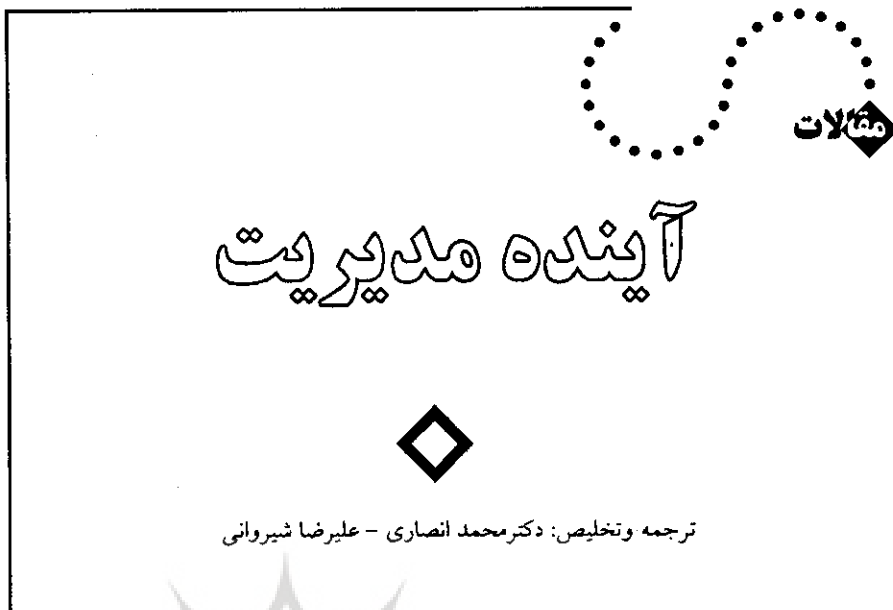 مقالات
آینده مدیریت
ترجمه وتخلیص: دکترمحمد انصاری – علیرضا شیروانی